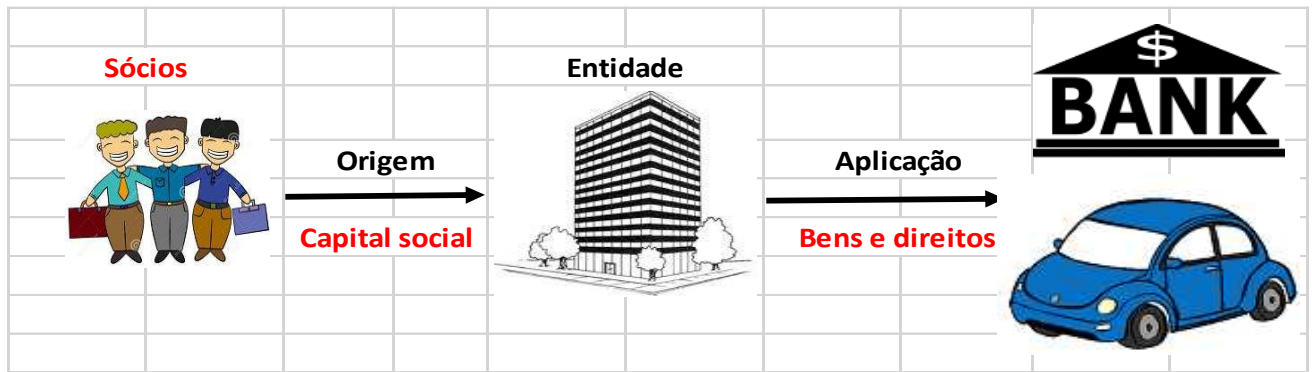 Sócios
Entidade
$
BANK
Origem
Capital social
Aplicação
Bens e direitos